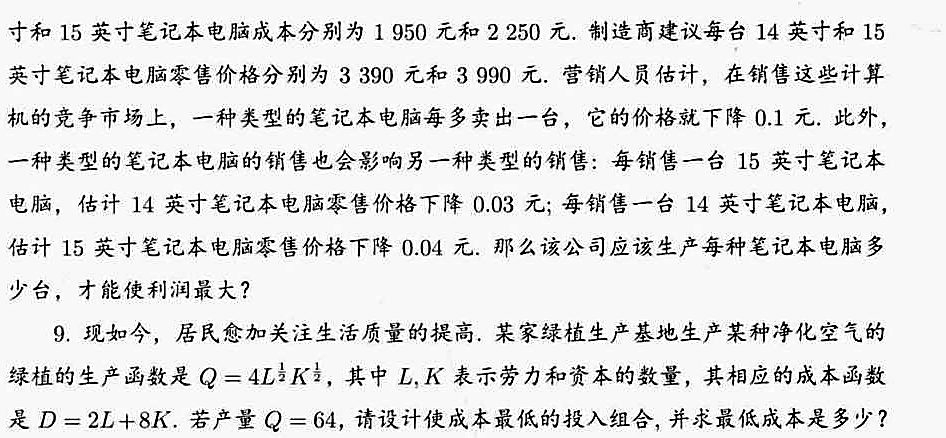 寸和 15 英寸笔记本电脑成本分别为 1 950 元和 2 250 元. 制造商建议每台 14 英寸和 15
英寸笔记本电脑零售价格分别为 3 390 元和 3 990 元. 营销人员估计, 在销售这些计算
机的竞争市场上, 一种类型的笔记本电脑每多卖出一台, 它的价格就下降 0.1 元. 此外,
一种类型的笔记本电脑的销售也会影响另一种类型的销售: 每销售一台 15 英寸笔记本
电脑, 估计 14 英寸笔记本电脑零售价格下降 0.03 元; 每销售一台 14 英寸笔记本电脑,
估计 15 英寸笔记本电脑零售价格下降 0.04 元. 那么该公司应该生产每种笔记本电脑多
少台, 才能使利润最大?
9. 现如今, 居民愈加关注生活质量的提高. 某家绿植生产基地生产某种净化空气的
绿植的生产函数是 $Q = 4L^{\frac{1}{2}}K^{\frac{1}{2}}$, 其中 L, K 表示劳力和资本的数量, 其相应的成本函数
是 D = 2L+8K. 若产量 Q = 64, 请设计使成本最低的投入组合, 并求最低成本是多少?